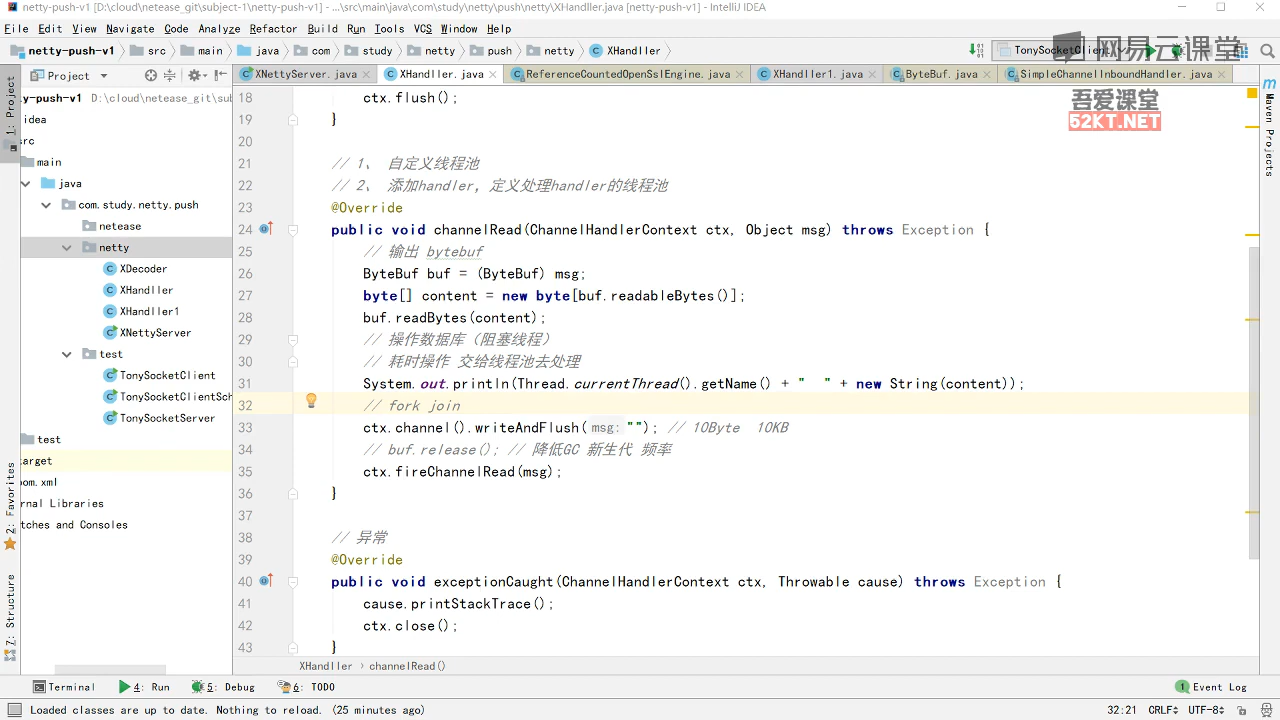 netty-push-v1 [D:\cloud\netease_git\subject-1\netty-push-v1] - ...\src\main\java\com\study\netty\push\netty\XHandller.java [netty-push-v1] - IntelliJ IDEA
File Edit View Navigate Code Analyze Refactor Build Run Tools VCS Window Help
netty-push-v1 src main java com study netty push netty XHandller TonySocketClient
网易云课堂
Project
XNettyServer.java XHandller.java ReferenceCountedOpenSslEngine.java XHandller1.java ByteBuf.java SimpleChannelInboundHandler.java
吾爱课堂
52KT.NET
1: Project
Maven Projects
2: Favorites
7: Structure
y-push-v1 D:\cloud\netease_git\sub
idea
src
main
java
com.study.netty.push
netease
netty
XDecoder
XHandller
XHandller1
XNettyServer
test
TonySocketClient
TonySocketClientSch
TonySocketServer
test
target
pom.xml
rnal Libraries
tches and Consoles
18 ctx.flush();
19 }
20
21 // 1、 自定义线程池
22 // 2、 添加handler，定义处理handler的线程池
23 @Override
24 public void channelRead(ChannelHandlerContext ctx, Object msg) throws Exception {
25 // 输出 bytebuf
26 ByteBuf buf = (ByteBuf) msg;
27 byte[] content = new byte[buf.readableBytes()];
28 buf.readBytes(content);
29 // 操作数据库（阻塞线程）
30 // 耗时操作 交给线程池去处理
31 System.out.println(Thread.currentThread().getName() + "  " + new String(content));
32 // fork join
33 ctx.channel().writeAndFlush( msg: ""); // 10Byte  10KB
34 // buf.release(); // 降低GC 新生代 频率
35 ctx.fireChannelRead(msg);
36 }
37
38 // 异常
39 @Override
40 public void exceptionCaught(ChannelHandlerContext ctx, Throwable cause) throws Exception {
41 cause.printStackTrace();
42 ctx.close();
43 }
XHandller › channelRead()
Terminal 4: Run 5: Debug 6: TODO 1 Event Log
Loaded classes are up to date. Nothing to reload. (25 minutes ago) 32:21 CRLF UTF-8